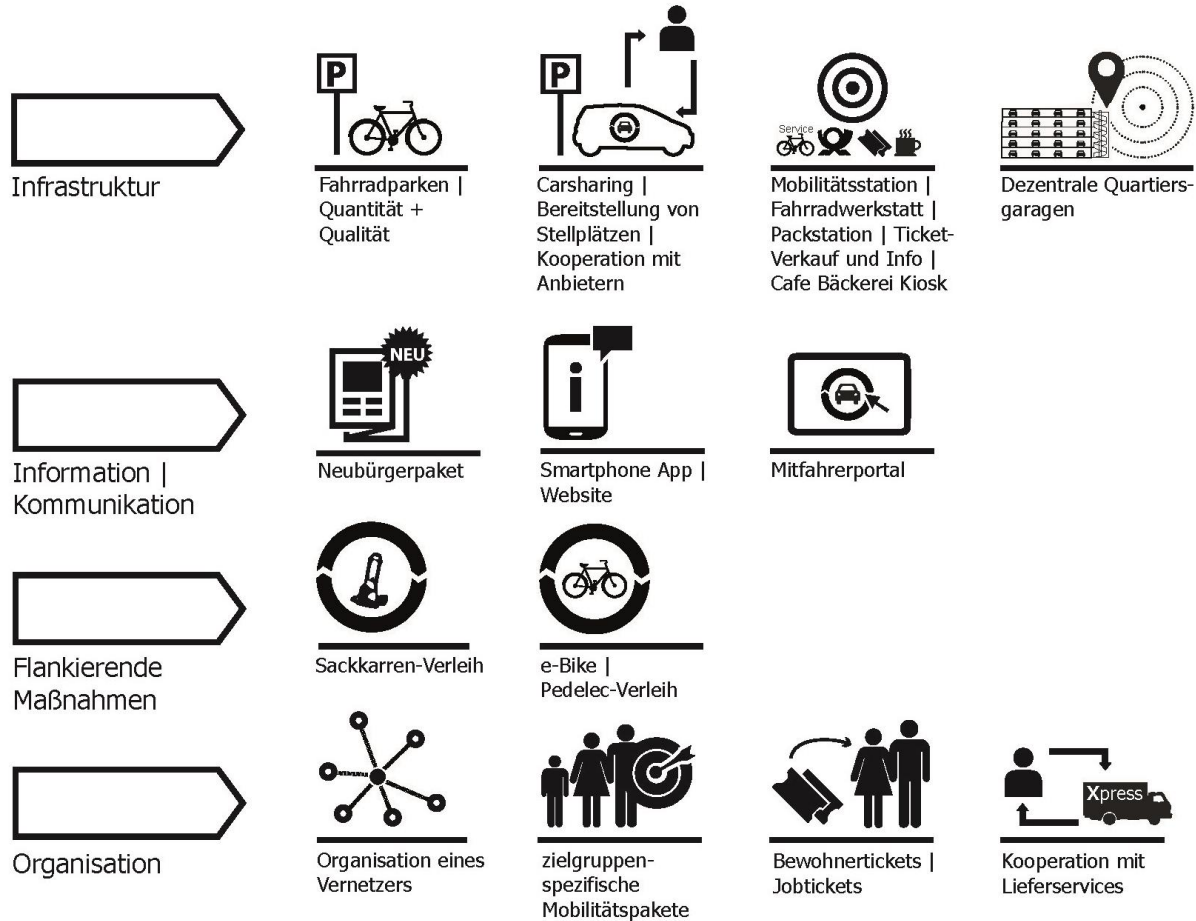 P
P
Service
Infrastruktur
Fahrradparken |
Quantität +
Qualität
Carsharing |
Bereitstellung von
Stellplätzen |
Kooperation mit
Anbietern
Mobilitätsstation |
Fahrradwerkstatt |
Packstation | Ticket-
Verkauf und Info |
Cafe Bäckerei Kiosk
Dezentrale Quartiers-
garagen
NEU
i
Information |
Kommunikation
Neubürgerpaket
Smartphone App |
Website
Mitfahrerportal
Flankierende
Maßnahmen
Sackkarren-Verleih
e-Bike |
Pedelec-Verleih
Xpress
Organisation
Organisation eines
Vernetzers
zielgruppen-
spezifische
Mobilitätspakete
Bewohnertickets |
Jobtickets
Kooperation mit
Lieferservices